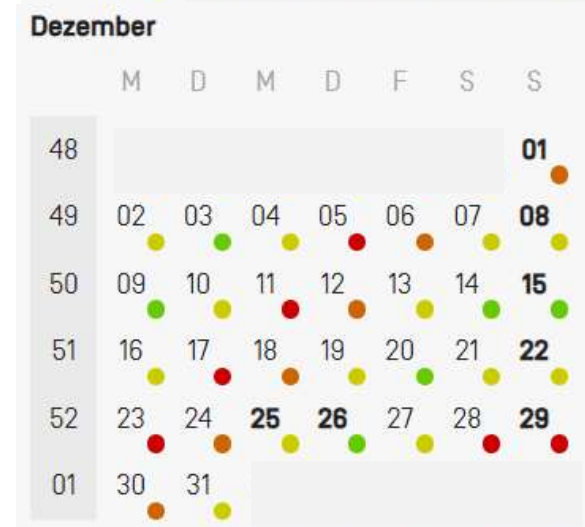 Dezember
M D M D F S S
48 01
49 02 03 04 05 06 07 08
50 09 10 11 12 13 14 15
51 16 17 18 19 20 21 22
52 23 24 25 26 27 28 29
01 30 31